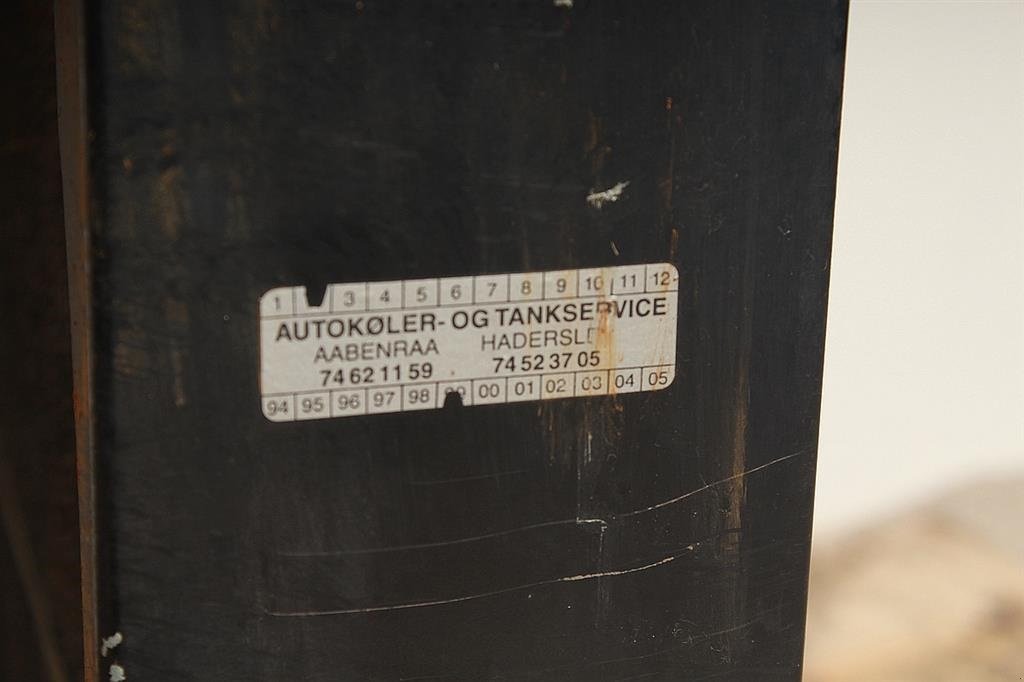 1 3 4 5 6 7 8 9 10 11 12
AUTOKØLER- OG TANKSERVICE
AABENRAA HADERSLE
74 62 11 59 74 52 37 05
94 95 96 97 98 00 01 02 03 04 05